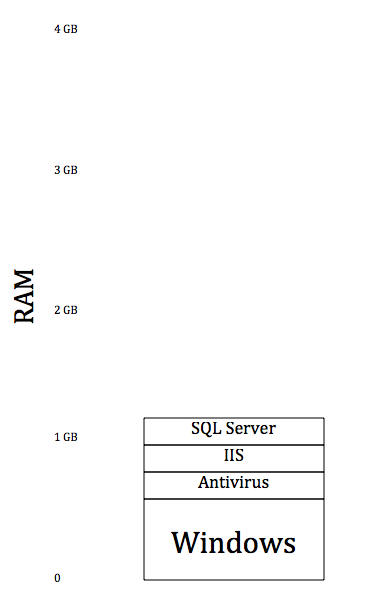 4 GB
3 GB
RAM
2 GB
1 GB
SQL Server
IIS
Antivirus
Windows
0